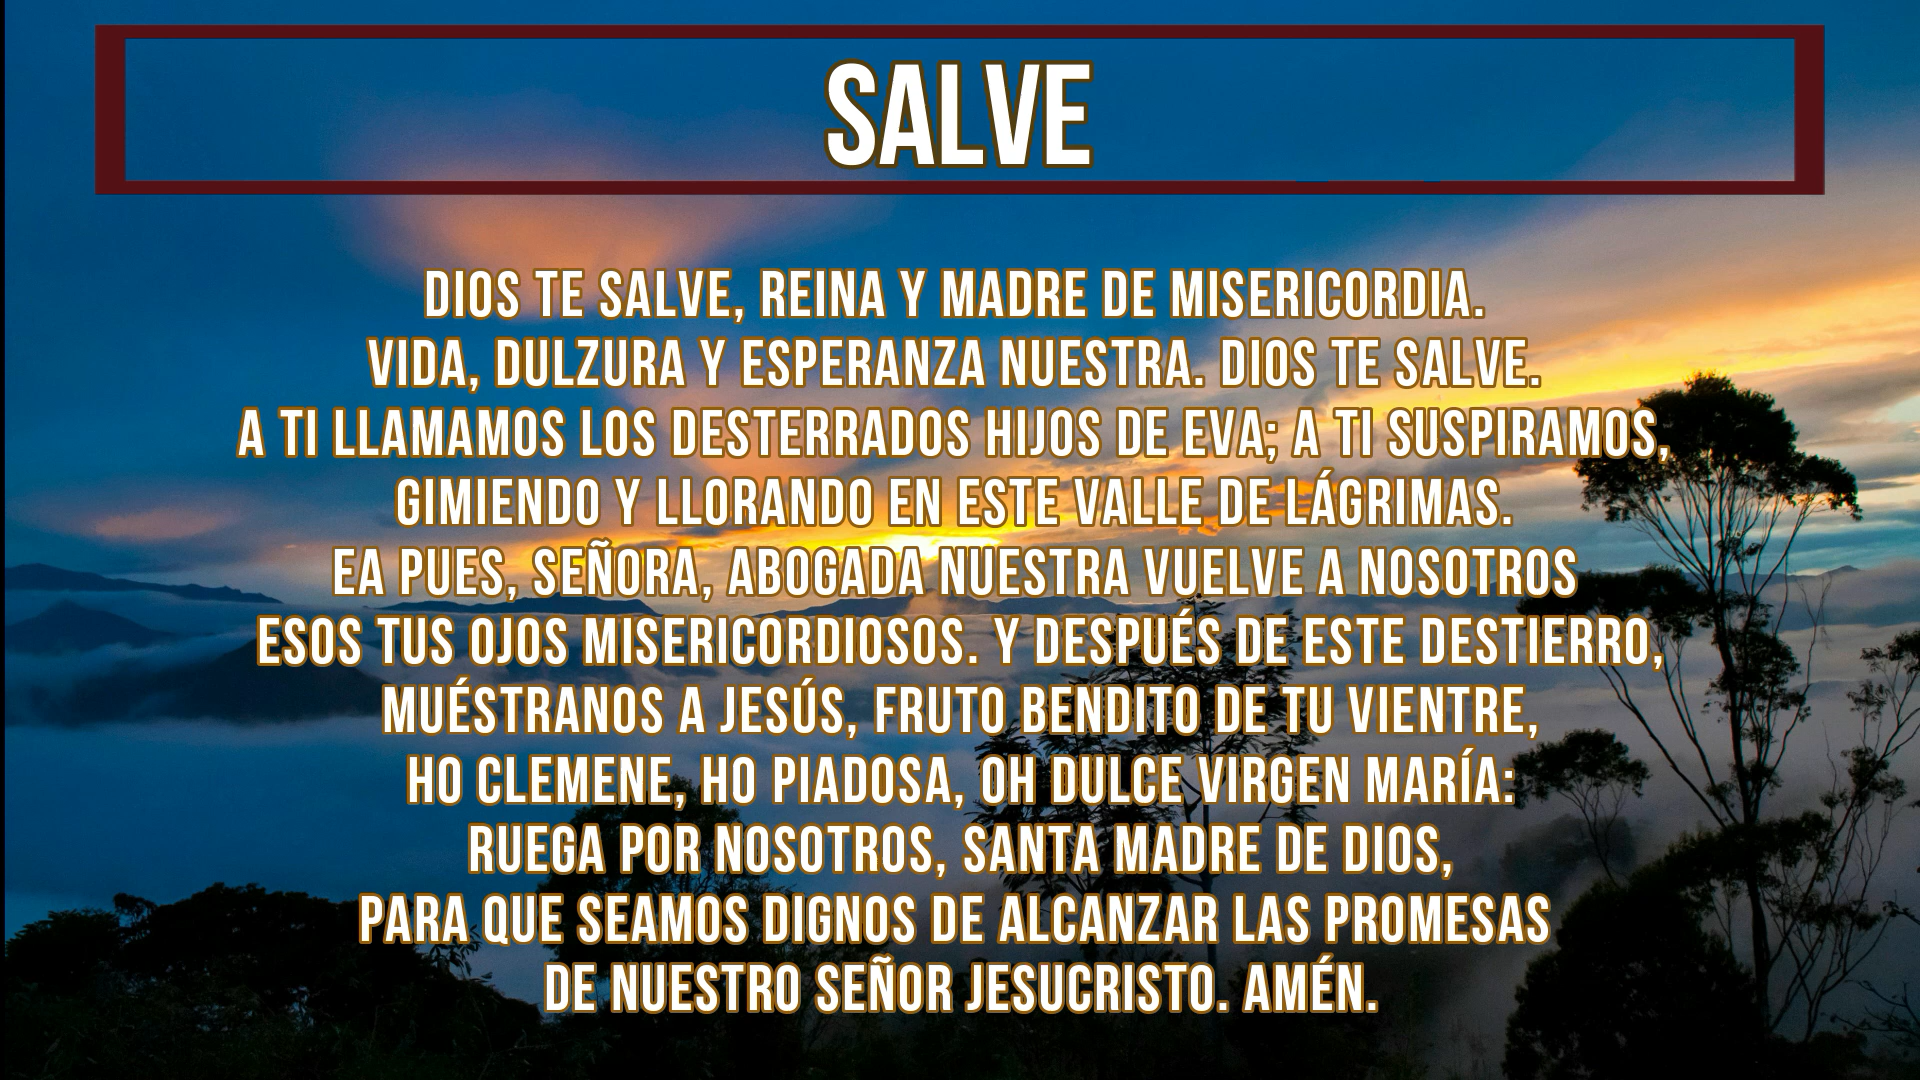 SALVE
DIOS TE SALVE, REINA Y MADRE DE MISERICORDIA.
VIDA, DULZURA Y ESPERANZA NUESTRA. DIOS TE SALVE.
A TI LLAMAMOS LOS DESTERRADOS HIJOS DE EVA; A TI SUSPIRAMOS,
GIMIENDO Y LLORANDO EN ESTE VALLE DE LÁGRIMAS.
EA PUES, SEÑORA, ABOGADA NUESTRA VUELVE A NOSOTROS
ESOS TUS OJOS MISERICORDIOSOS. Y DESPUÉS DE ESTE DESTIERRO,
MUÉSTRANOS A JESÚS, FRUTO BENDITO DE TU VIENTRE,
HO CLEMENE, HO PIADOSA, OH DULCE VIRGEN MARÍA:
RUEGA POR NOSOTROS, SANTA MADRE DE DIOS,
PARA QUE SEAMOS DIGNOS DE ALCANZAR LAS PROMESAS
DE NUESTRO SEÑOR JESUCRISTO. AMÉN.